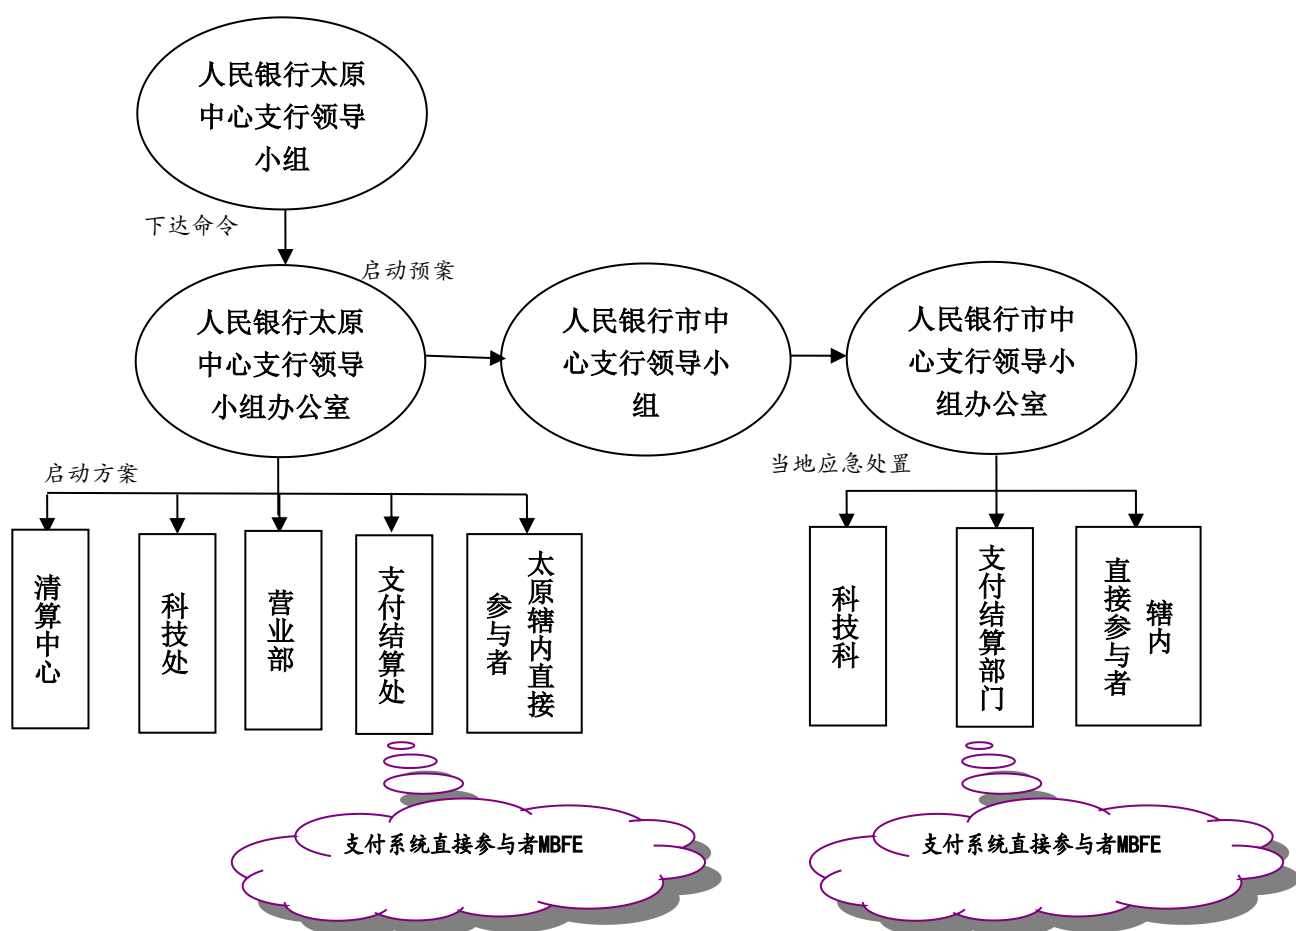 人民银行太原
中心支行领导
小组
下达命令
启动预案
人民银行太原
中心支行领导
小组办公室
人民银行市中
心支行领导小
组
人民银行市中
心支行领导小
组办公室
启动方案
当地应急处置
清算中心
科技处
营业部
支付结算处
太原辖内直接
参与者
科技科
支付结算部门
辖内
直接参与者
支付系统直接参与者MBFE
支付系统直接参与者MBFE